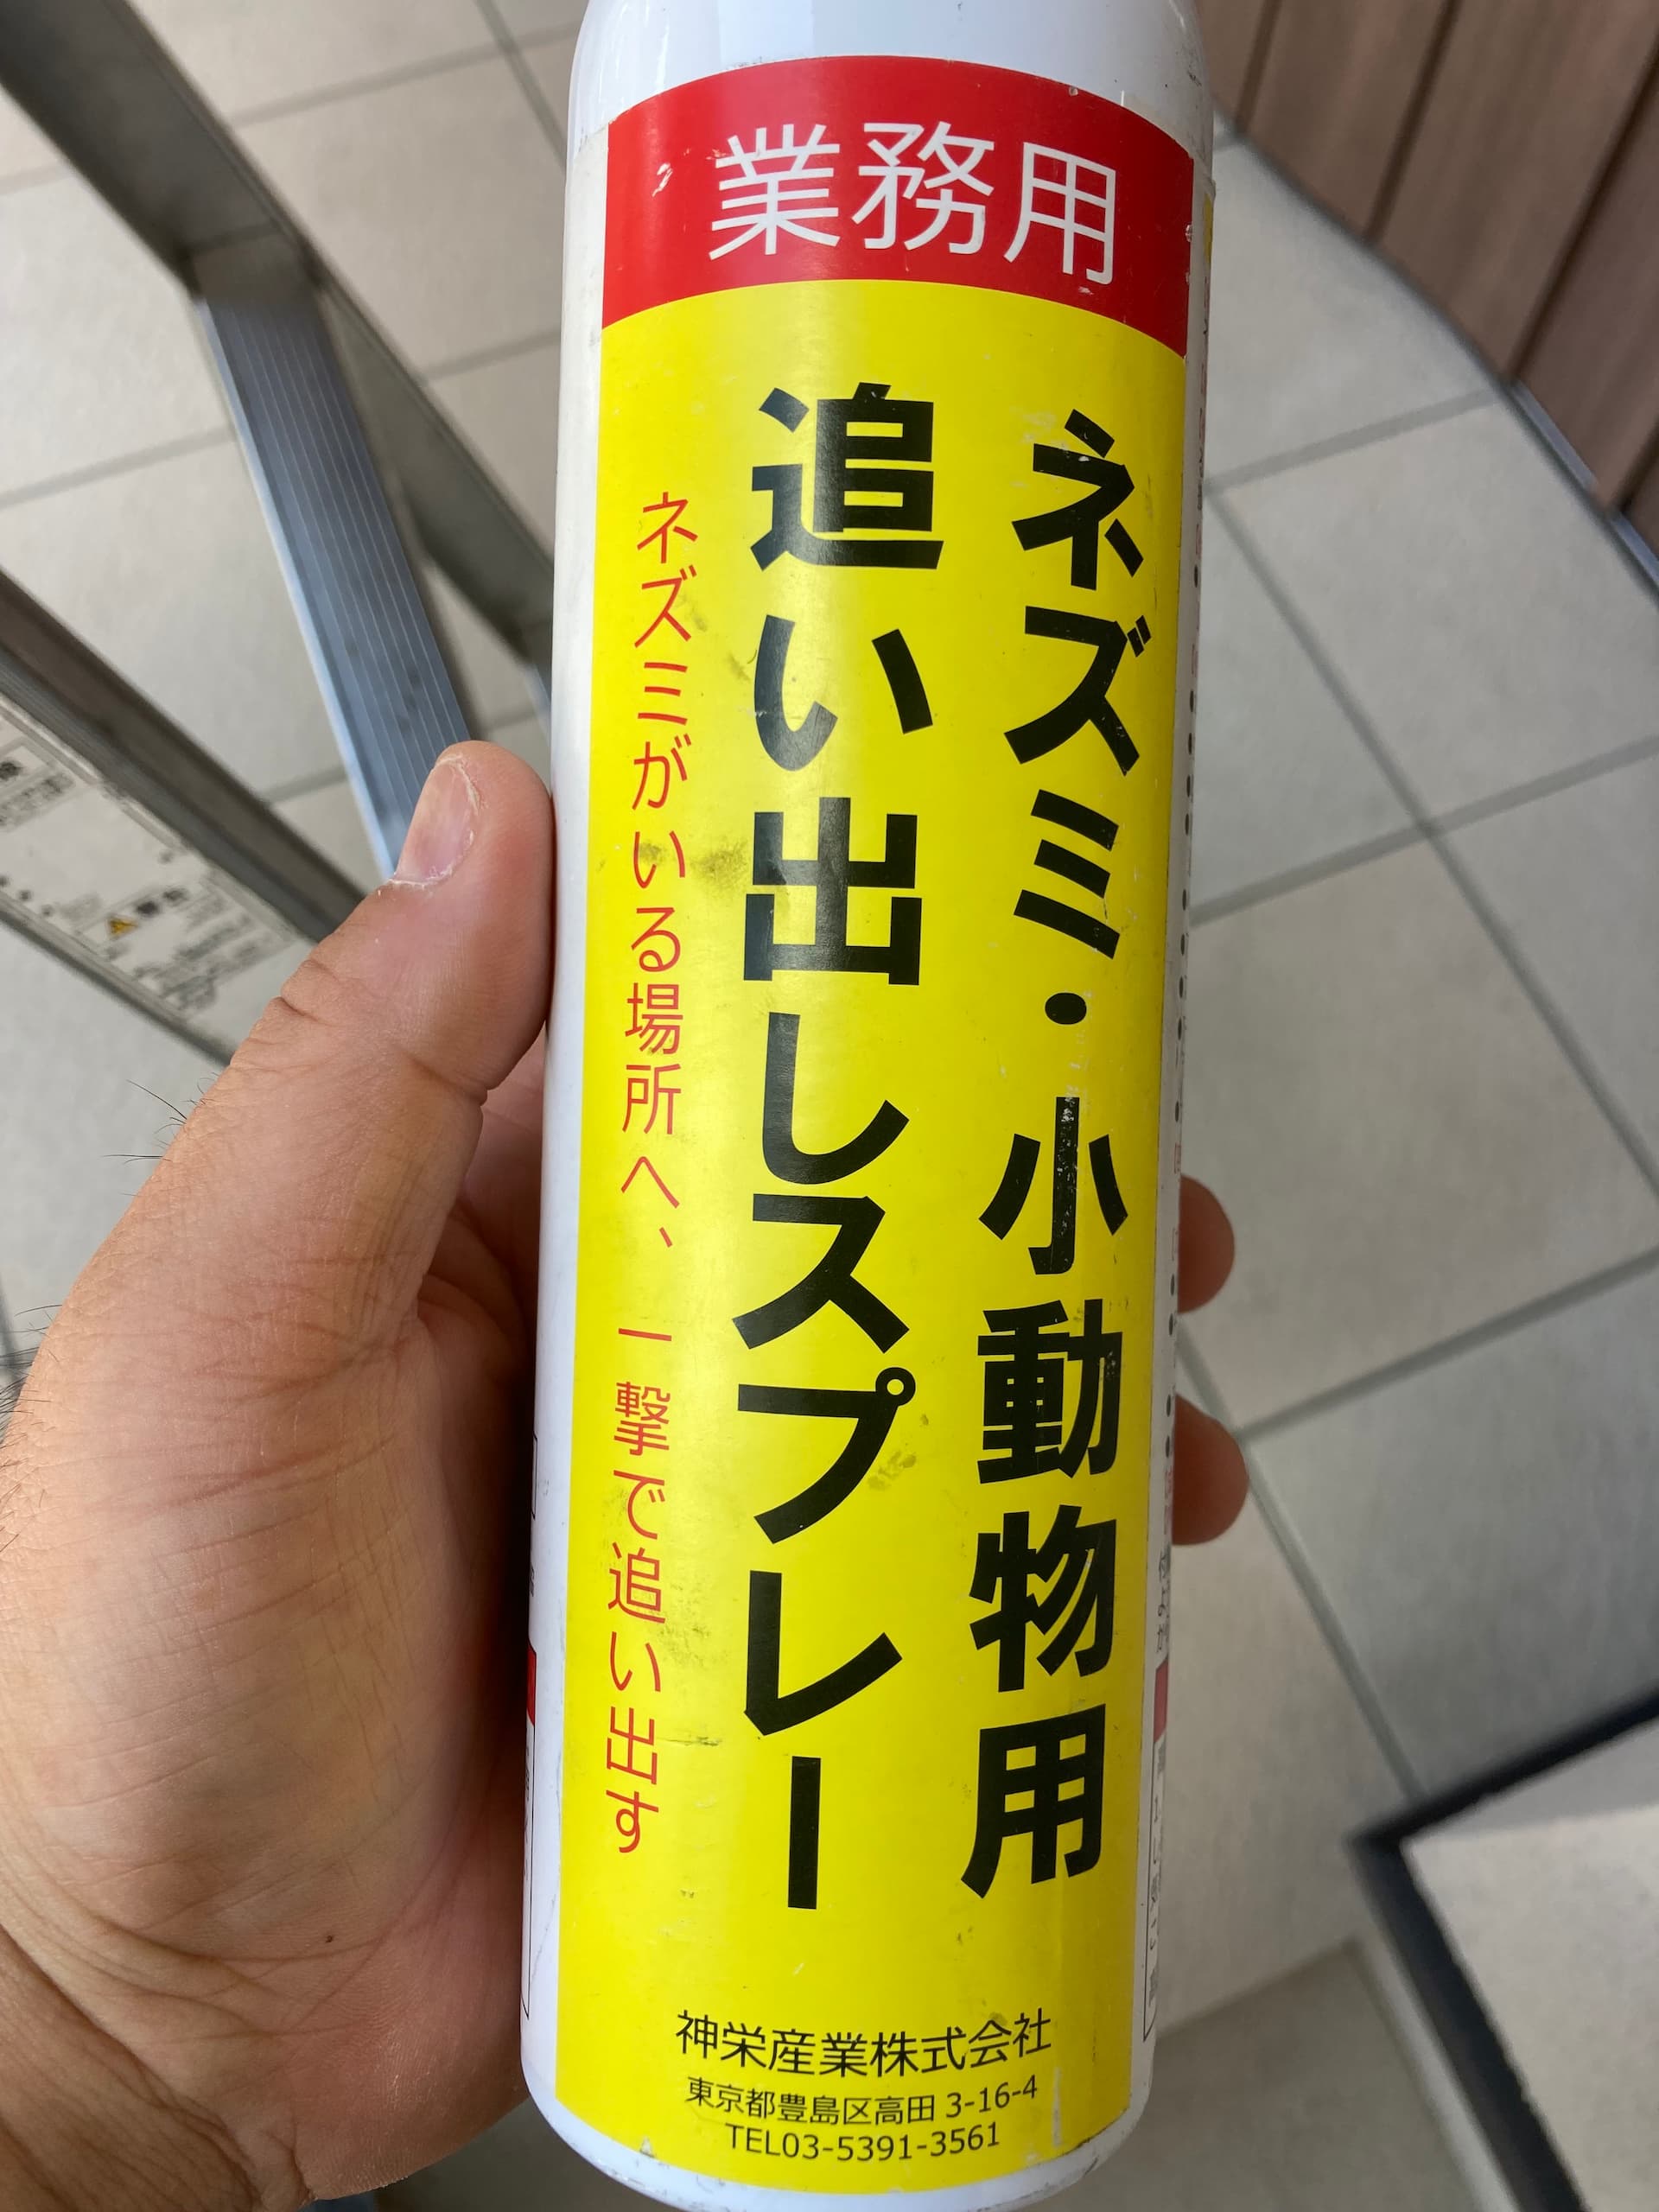 業務用
ネズミ・小動物用
追い出しスプレー
ネズミがいる場所へ、一撃で追い出す
神栄産業株式会社
東京都豊島区高田 3-16-4
TEL03-5391-3561